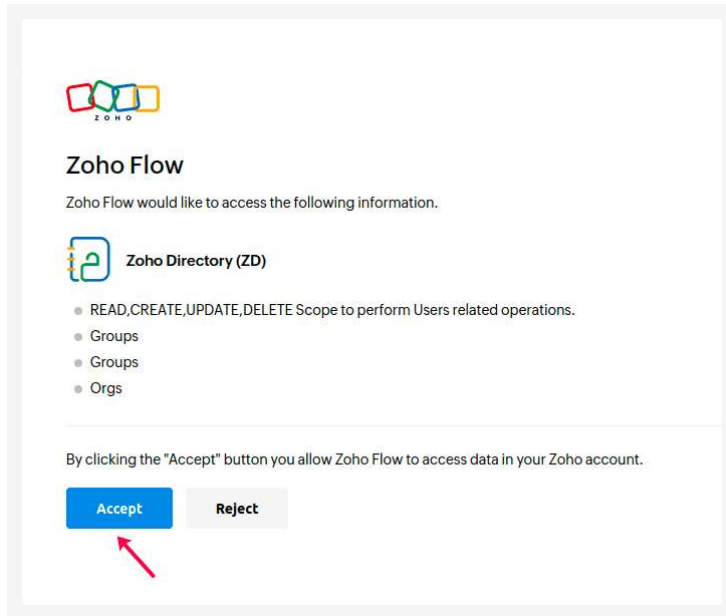 ZOHO
Zoho Flow
Zoho Flow would like to access the following information.
Zoho Directory (ZD)
READ,CREATE,UPDATE,DELETE Scope to perform Users related operations.
Groups
Groups
Orgs
By clicking the "Accept" button you allow Zoho Flow to access data in your Zoho account.
Accept Reject